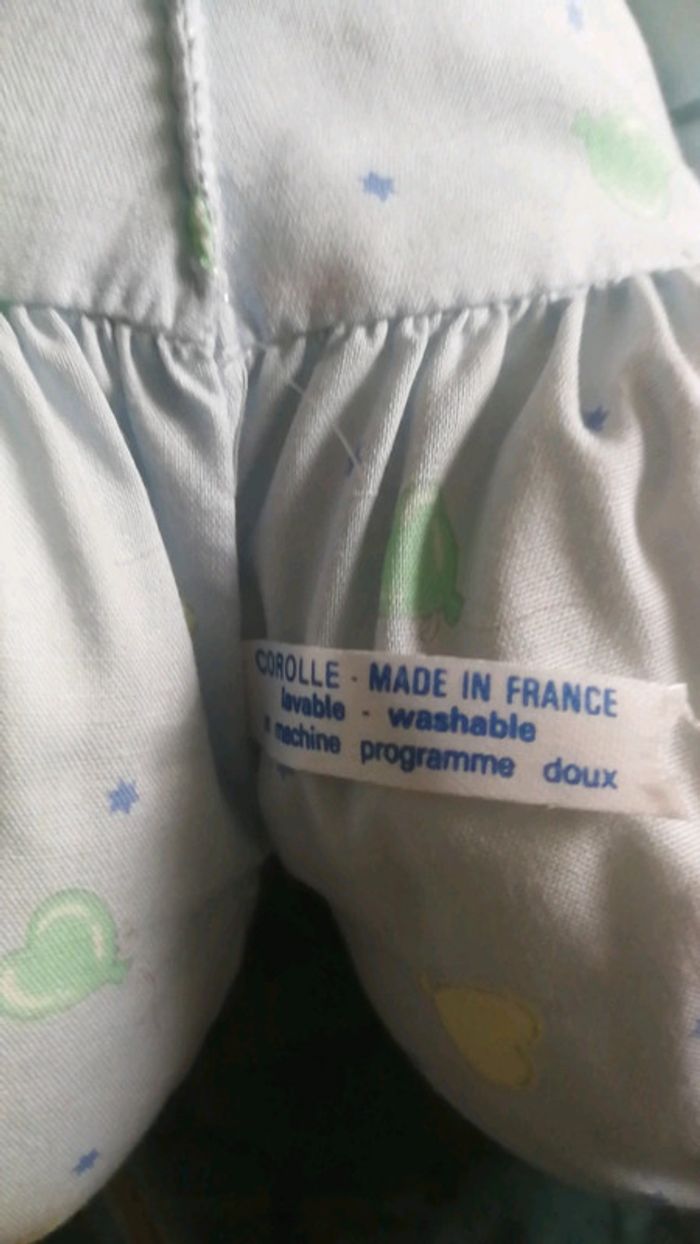 COROLLE - MADE IN FRANCE
lavable - washable
machine programme doux